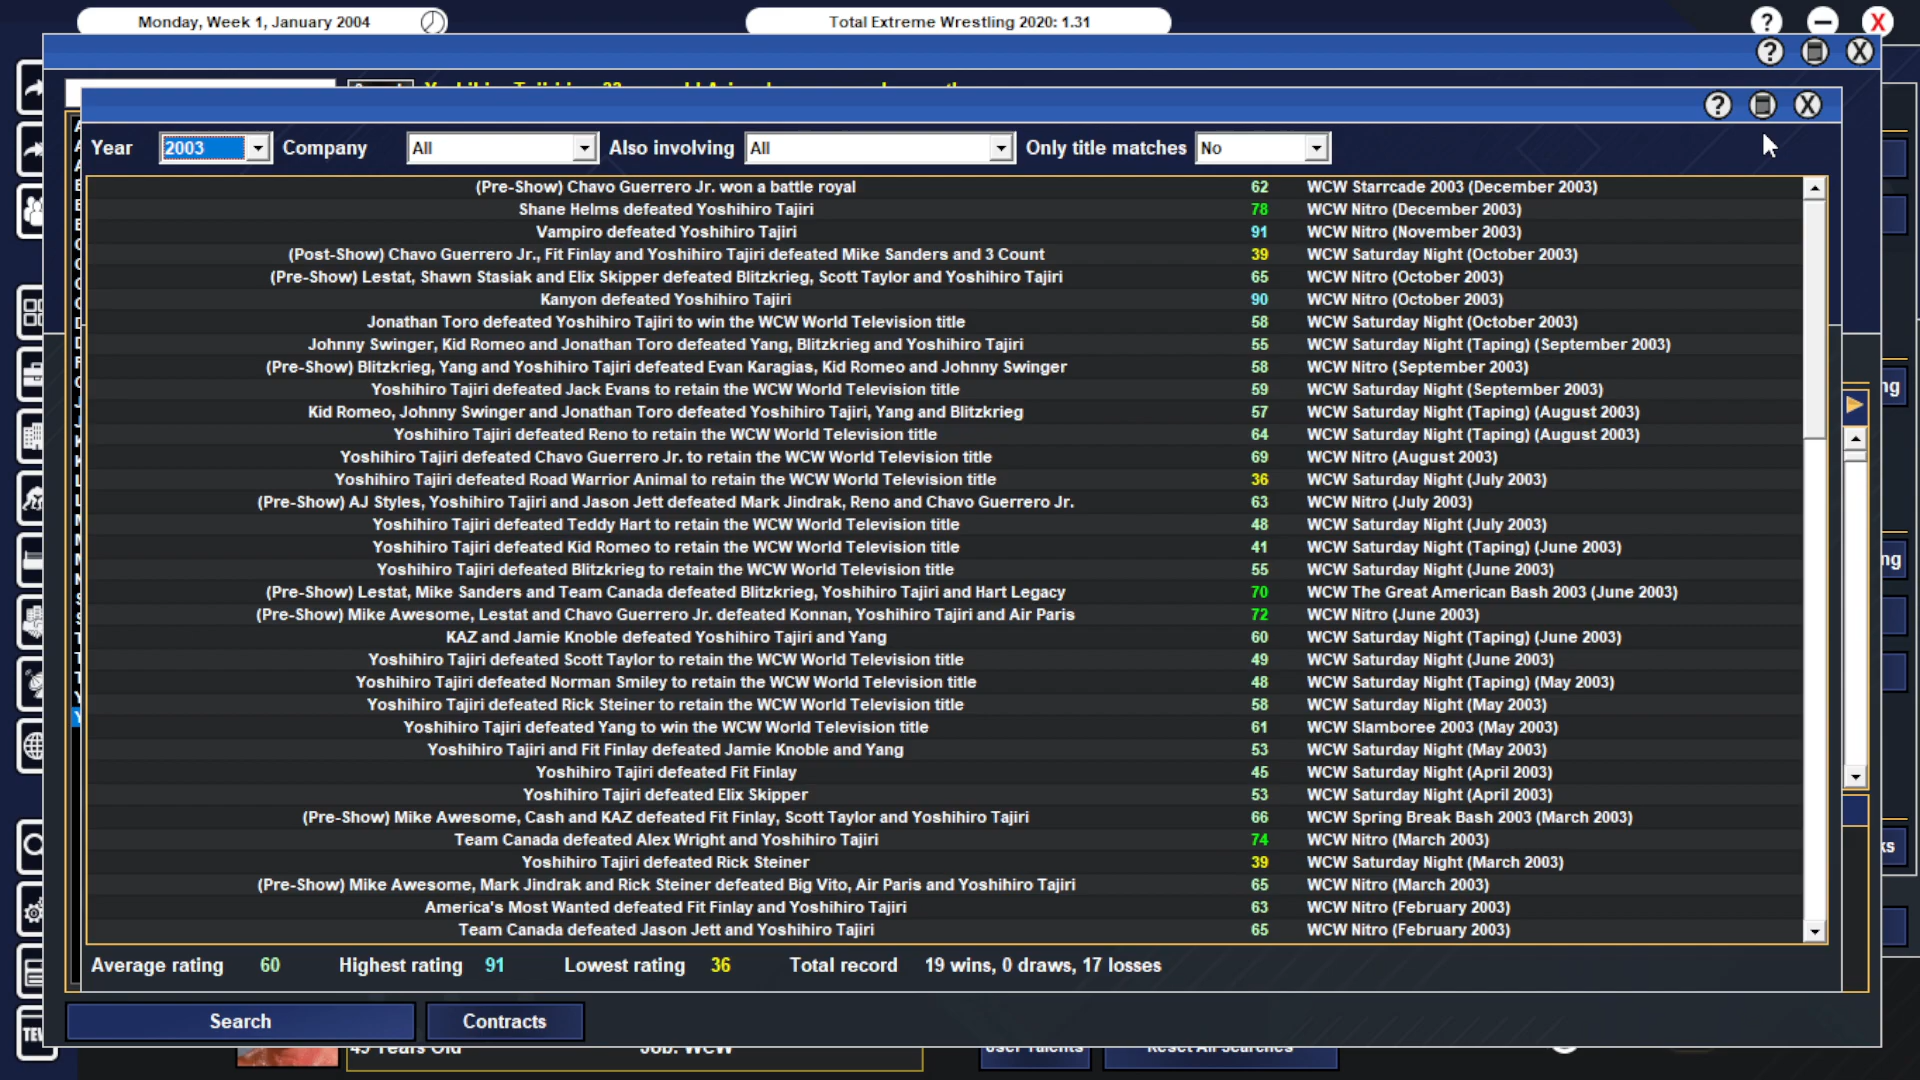 Monday, Week 1, January 2004
Total Extreme Wrestling 2020: 1.31
Year 2003 Company All Also involving All Only title matches No
(Pre-Show) Chavo Guerrero Jr. won a battle royal 62 WCW Starrcade 2003 (December 2003)
Shane Helms defeated Yoshihiro Tajiri 78 WCW Nitro (December 2003)
Vampiro defeated Yoshihiro Tajiri 91 WCW Nitro (November 2003)
(Post-Show) Chavo Guerrero Jr., Fit Finlay and Yoshihiro Tajiri defeated Mike Sanders and 3 Count 39 WCW Saturday Night (October 2003)
(Pre-Show) Lestat, Shawn Stasiak and Elix Skipper defeated Blitzkrieg, Scott Taylor and Yoshihiro Tajiri 65 WCW Nitro (October 2003)
Kanyon defeated Yoshihiro Tajiri 90 WCW Nitro (October 2003)
Jonathan Toro defeated Yoshihiro Tajiri to win the WCW World Television title 58 WCW Saturday Night (October 2003)
Johnny Swinger, Kid Romeo and Jonathan Toro defeated Yang, Blitzkrieg and Yoshihiro Tajiri 55 WCW Saturday Night (Taping) (September 2003)
(Pre-Show) Blitzkrieg, Yang and Yoshihiro Tajiri defeated Evan Karagias, Kid Romeo and Johnny Swinger 58 WCW Nitro (September 2003)
Yoshihiro Tajiri defeated Jack Evans to retain the WCW World Television title 59 WCW Saturday Night (September 2003)
Kid Romeo, Johnny Swinger and Jonathan Toro defeated Yoshihiro Tajiri, Yang and Blitzkrieg 57 WCW Saturday Night (Taping) (August 2003)
Yoshihiro Tajiri defeated Reno to retain the WCW World Television title 64 WCW Saturday Night (Taping) (August 2003)
Yoshihiro Tajiri defeated Chavo Guerrero Jr. to retain the WCW World Television title 69 WCW Nitro (August 2003)
Yoshihiro Tajiri defeated Road Warrior Animal to retain the WCW World Television title 36 WCW Saturday Night (July 2003)
(Pre-Show) AJ Styles, Yoshihiro Tajiri and Jason Jett defeated Mark Jindrak, Reno and Chavo Guerrero Jr. 63 WCW Nitro (July 2003)
Yoshihiro Tajiri defeated Teddy Hart to retain the WCW World Television title 48 WCW Saturday Night (July 2003)
Yoshihiro Tajiri defeated Kid Romeo to retain the WCW World Television title 41 WCW Saturday Night (Taping) (June 2003)
Yoshihiro Tajiri defeated Blitzkrieg to retain the WCW World Television title 55 WCW Saturday Night (June 2003)
(Pre-Show) Lestat, Mike Sanders and Team Canada defeated Blitzkrieg, Yoshihiro Tajiri and Hart Legacy 70 WCW The Great American Bash 2003 (June 2003)
(Pre-Show) Mike Awesome, Lestat and Chavo Guerrero Jr. defeated Konnan, Yoshihiro Tajiri and Air Paris 72 WCW Nitro (June 2003)
KAZ and Jamie Knoble defeated Yoshihiro Tajiri and Yang 60 WCW Saturday Night (Taping) (June 2003)
Yoshihiro Tajiri defeated Scott Taylor to retain the WCW World Television title 49 WCW Saturday Night (June 2003)
Yoshihiro Tajiri defeated Norman Smiley to retain the WCW World Television title 48 WCW Saturday Night (Taping) (May 2003)
Yoshihiro Tajiri defeated Rick Steiner to retain the WCW World Television title 58 WCW Saturday Night (May 2003)
Yoshihiro Tajiri defeated Yang to win the WCW World Television title 61 WCW Slamboree 2003 (May 2003)
Yoshihiro Tajiri and Fit Finlay defeated Jamie Knoble and Yang 53 WCW Saturday Night (May 2003)
Yoshihiro Tajiri defeated Fit Finlay 45 WCW Saturday Night (April 2003)
Yoshihiro Tajiri defeated Elix Skipper 53 WCW Saturday Night (April 2003)
(Pre-Show) Mike Awesome, Cash and KAZ defeated Fit Finlay, Scott Taylor and Yoshihiro Tajiri 66 WCW Spring Break Bash 2003 (March 2003)
Team Canada defeated Alex Wright and Yoshihiro Tajiri 74 WCW Nitro (March 2003)
Yoshihiro Tajiri defeated Rick Steiner 39 WCW Saturday Night (March 2003)
(Pre-Show) Mike Awesome, Mark Jindrak and Rick Steiner defeated Big Vito, Air Paris and Yoshihiro Tajiri 65 WCW Nitro (March 2003)
America's Most Wanted defeated Fit Finlay and Yoshihiro Tajiri 63 WCW Nitro (February 2003)
Team Canada defeated Jason Jett and Yoshihiro Tajiri 65 WCW Nitro (February 2003)
Average rating 60 Highest rating 91 Lowest rating 36 Total record 19 wins, 0 draws, 17 losses
Search Contracts